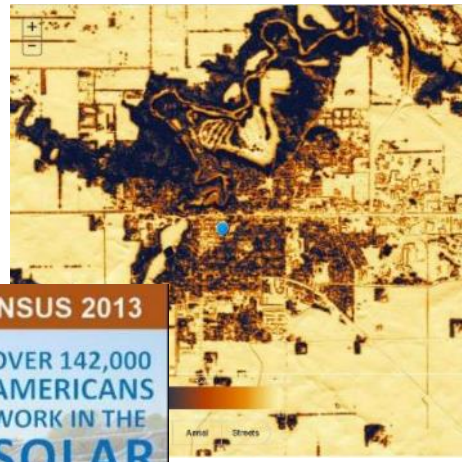 +
−
NSUS 2013
OVER 142,000
AMERICANS
WORK IN THE
SOLAR
Aerial Streets